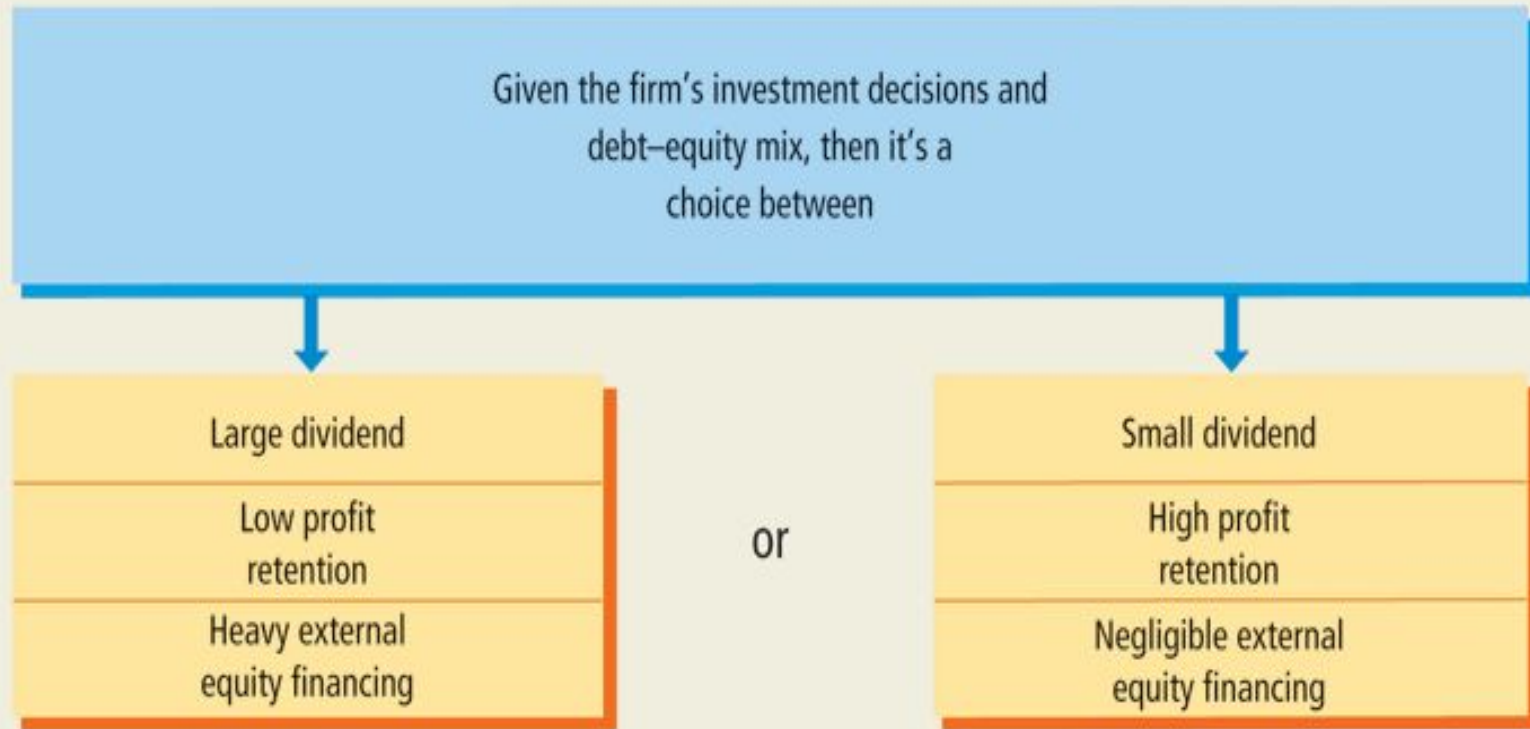 Given the firm's investment decisions and
debt–equity mix, then it's a
choice between
Large dividend
Low profit
retention
Heavy external
equity financing
or
Small dividend
High profit
retention
Negligible external
equity financing